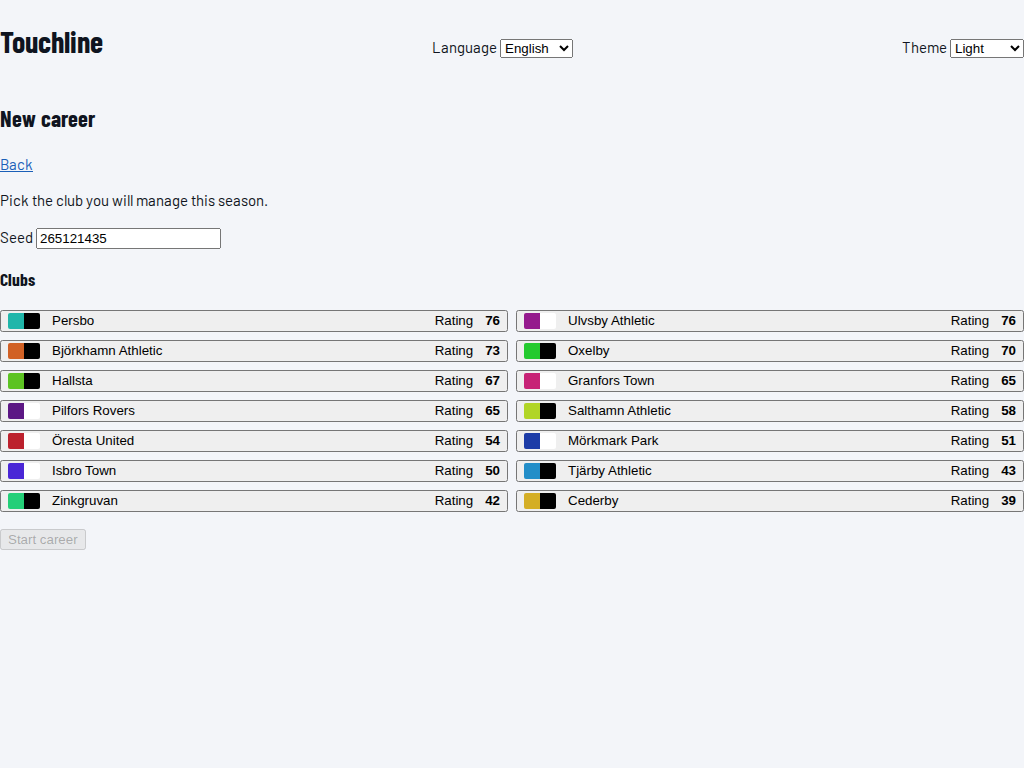 Touchline
Language English
Theme Light
New career
Back
Pick the club you will manage this season.
Seed 265121435
Clubs
Persbo Rating 76
Ulvsby Athletic Rating 76
Björkhamn Athletic Rating 73
Oxelby Rating 70
Hallsta Rating 67
Granfors Town Rating 65
Pilfors Rovers Rating 65
Salthamn Athletic Rating 58
Öresta United Rating 54
Mörkmark Park Rating 51
Isbro Town Rating 50
Tjärby Athletic Rating 43
Zinkgruvan Rating 42
Cederby Rating 39
Start career